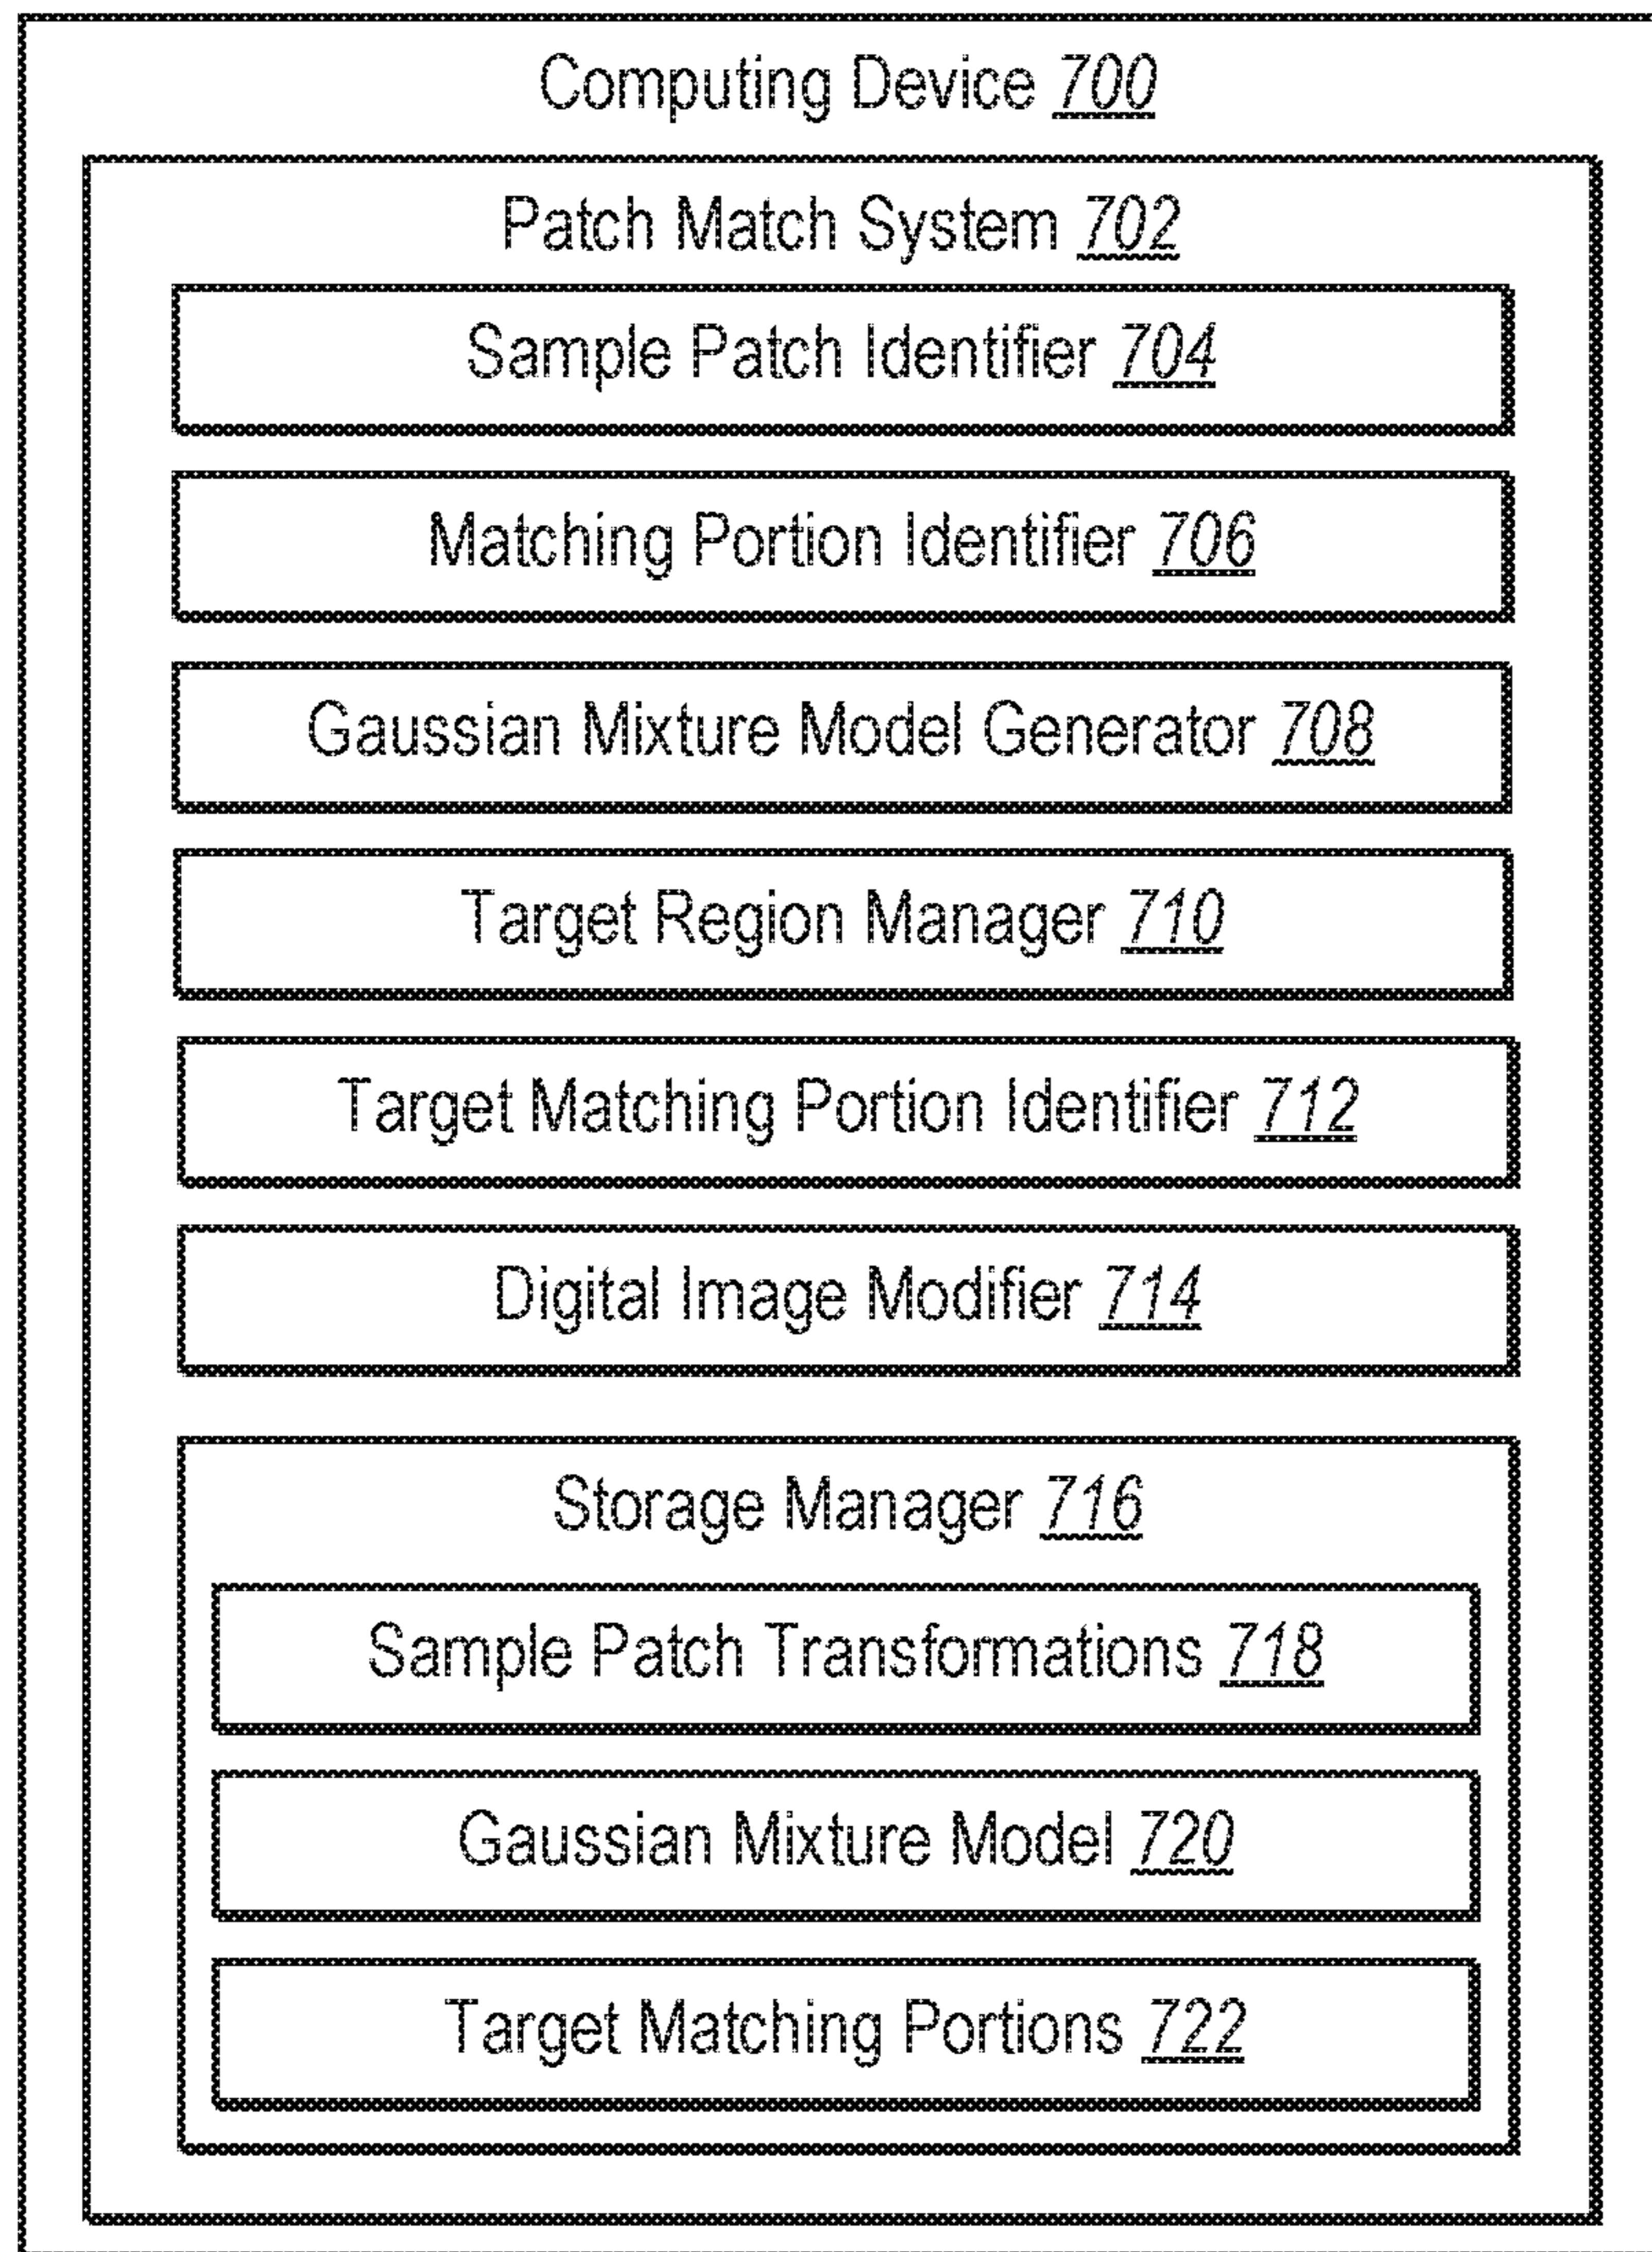 Computing Device 700
Patch Match System 702
Sample Patch Identifier 704
Matching Portion Identifier 706
Gaussian Mixture Model Generator 708
Target Region Manager 710
Target Matching Portion Identifier 712
Digital Image Modifier 714
Storage Manager 716
Sample Patch Transformations 718
Gaussian Mixture Model 720
Target Matching Portions 722